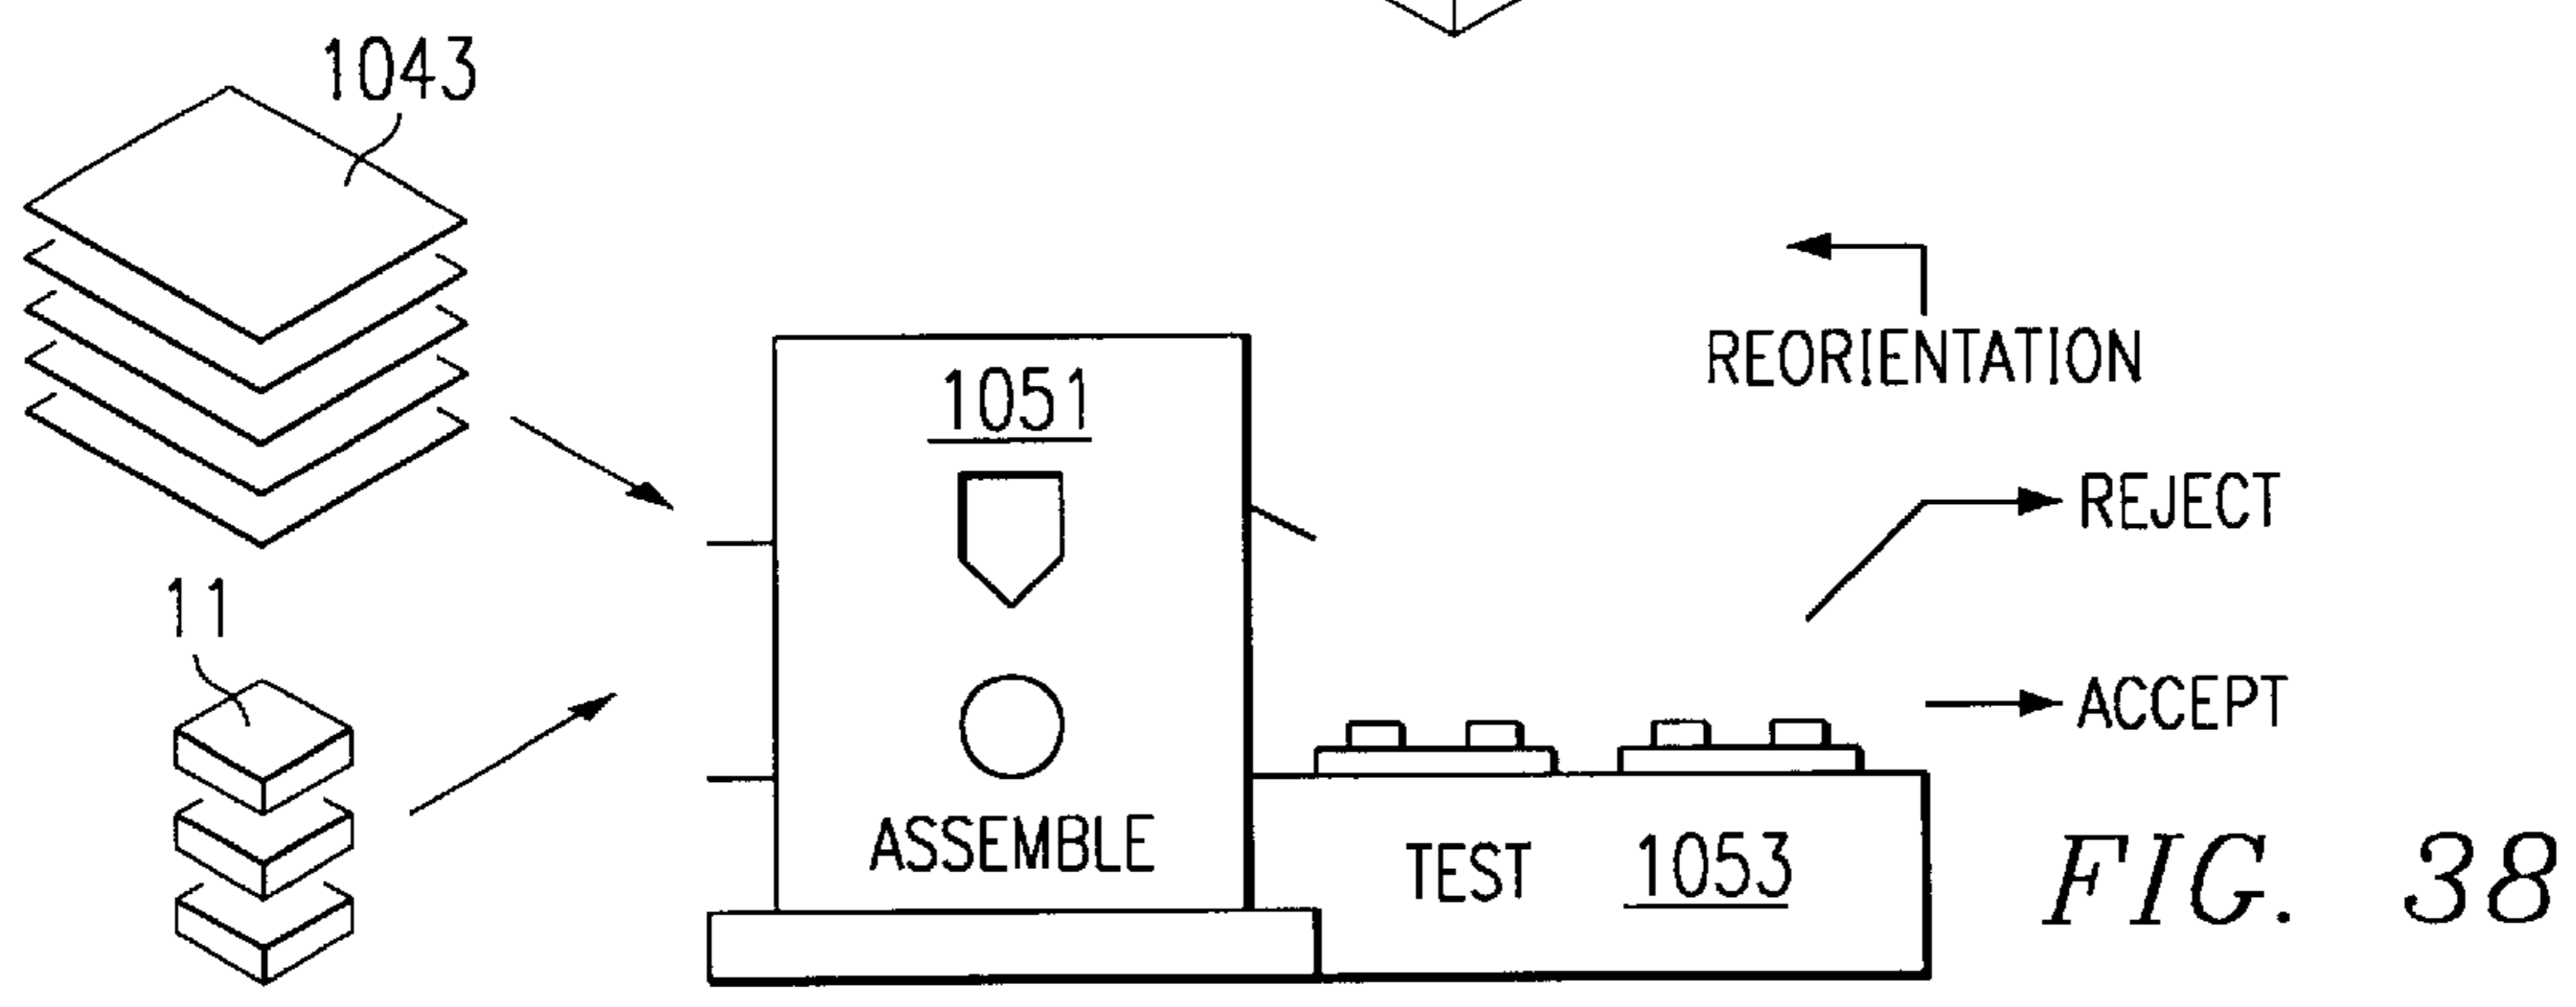 1043
REORIENTATION
1051
REJECT
11
ACCEPT
ASSEMBLE
TEST 1053
FIG. 38